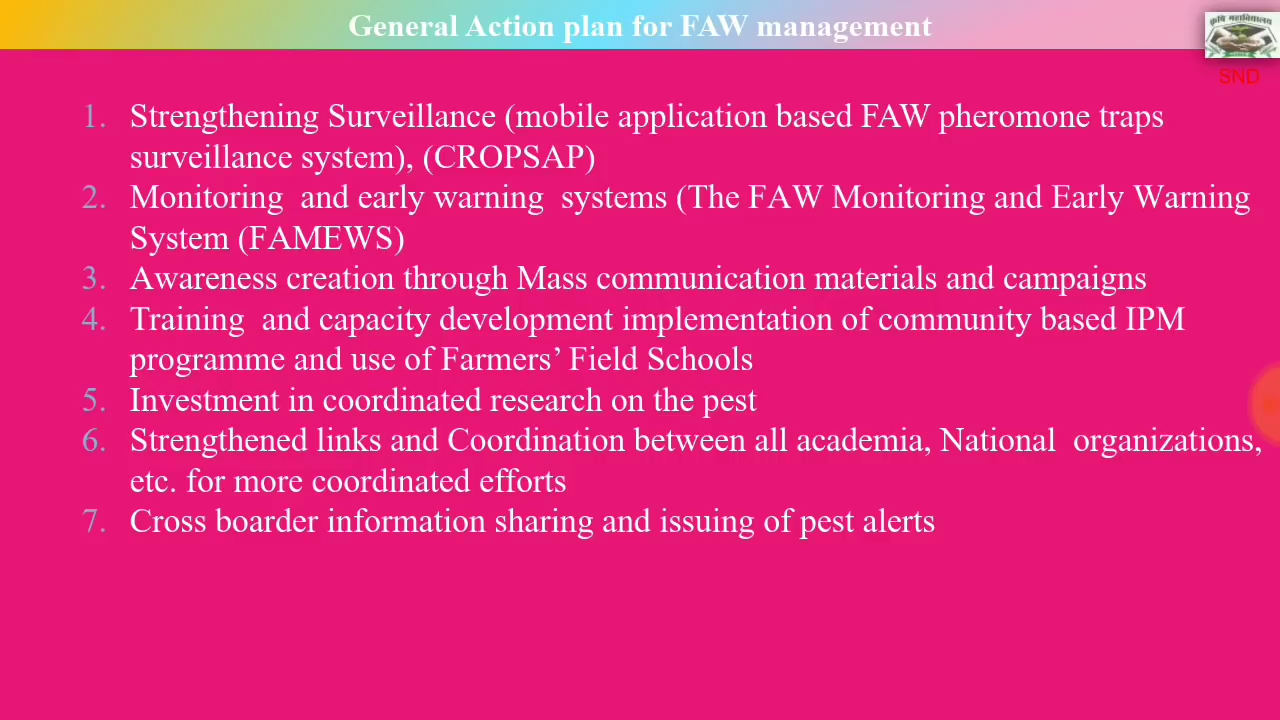 General Action plan for FAW management
कृषि महाविद्यालय
SND
1. Strengthening Surveillance (mobile application based FAW pheromone traps
surveillance system), (CROPSAP)
2. Monitoring and early warning systems (The FAW Monitoring and Early Warning
System (FAMEWS)
3. Awareness creation through Mass communication materials and campaigns
4. Training and capacity development implementation of community based IPM
programme and use of Farmers’ Field Schools
5. Investment in coordinated research on the pest
6. Strengthened links and Coordination between all academia, National organizations,
etc. for more coordinated efforts
7. Cross boarder information sharing and issuing of pest alerts